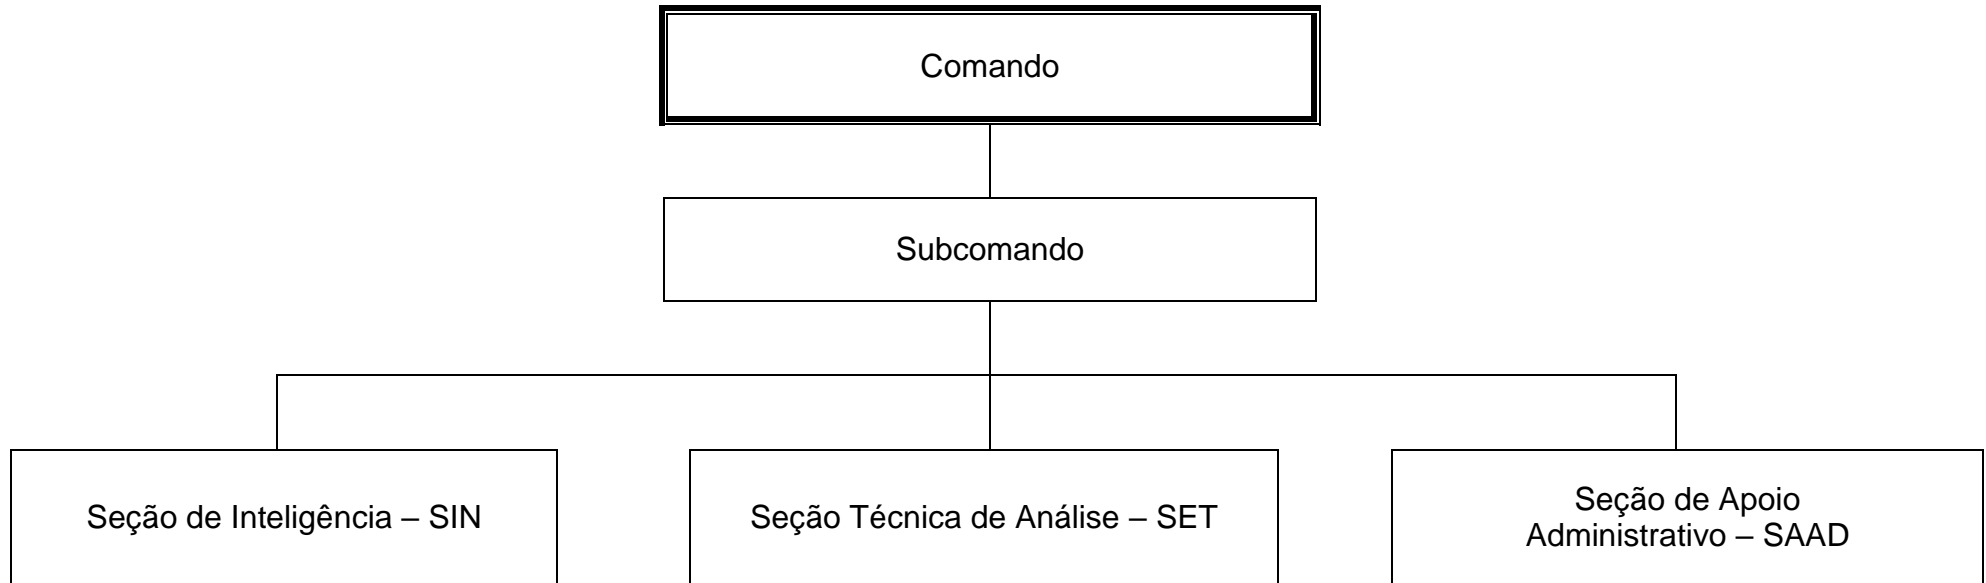 Comando
Subcomando
Seção de Inteligência – SIN
Seção Técnica de Análise – SET
Seção de Apoio
Administrativo – SAAD